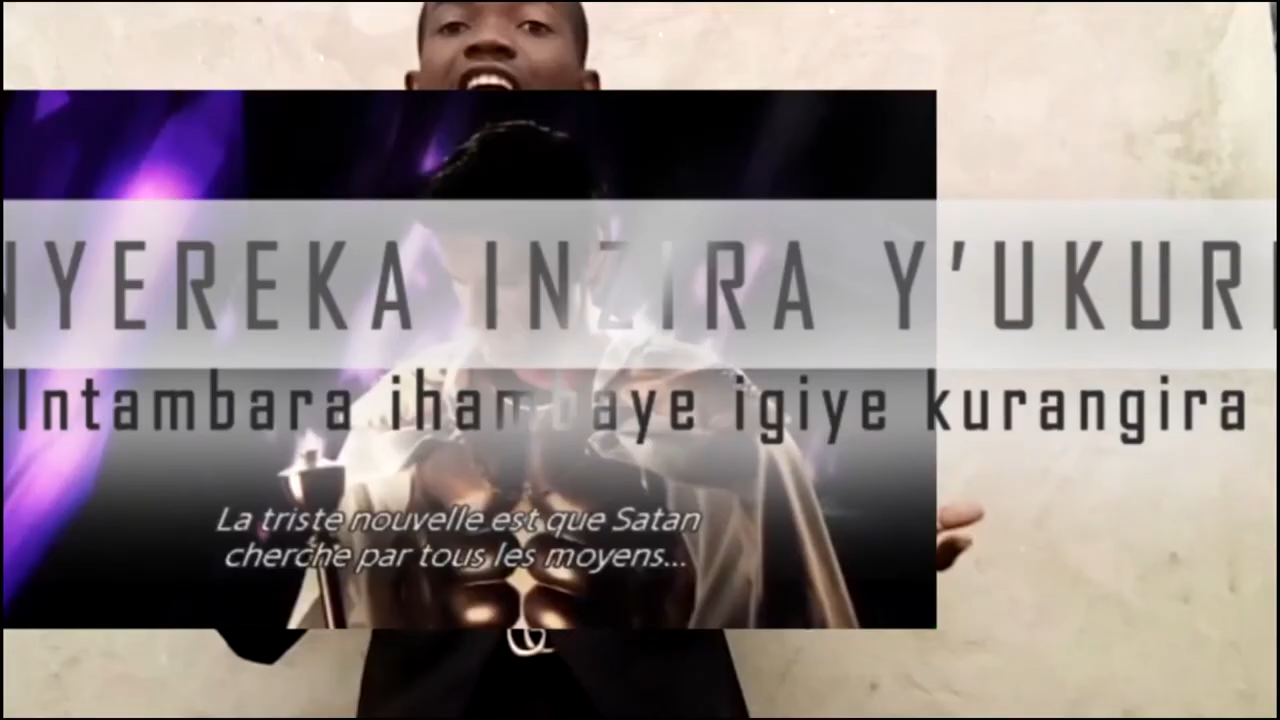 NYEREKA INZIRA Y'UKURI
Intambara ihambaye igiye kurangira
La triste nouvelle est que Satan
cherche par tous les moyens...